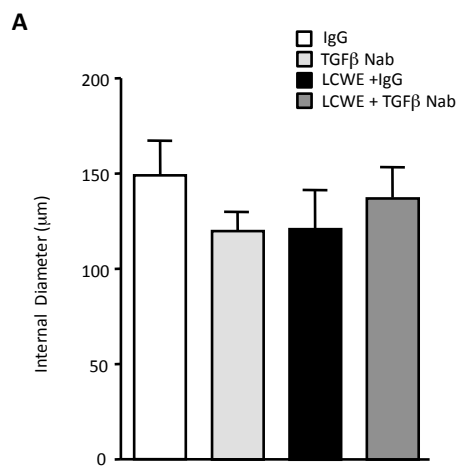 A
IgG
TGFβ Nab
LCWE +IgG
LCWE + TGFβ Nab
200
150
100
50
0
Internal Diameter (μm)